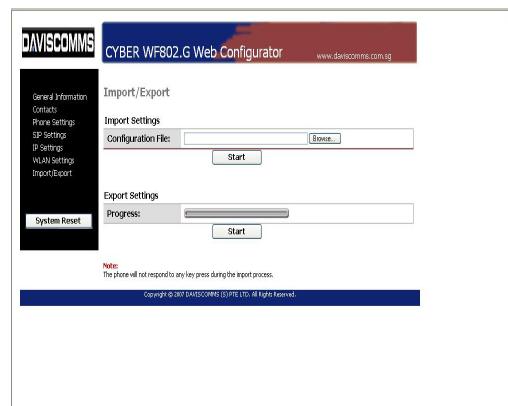 DAVISCOMMS
CYBER WF802.G Web Configurator
www.daviscomms.com.sg
General Information
Contacts
Phone Settings
SIP Settings
IP Settings
WLAN Settings
Import/Export
System Reset
Import/Export
Import Settings
Configuration File:
Browse...
Start
Export Settings
Progress:
Start
Note:
The phone will not respond to any key press during the import process.
Copyright © 2007 DAVISCOMMS (S) PTE LTD. All Rights Reserved.